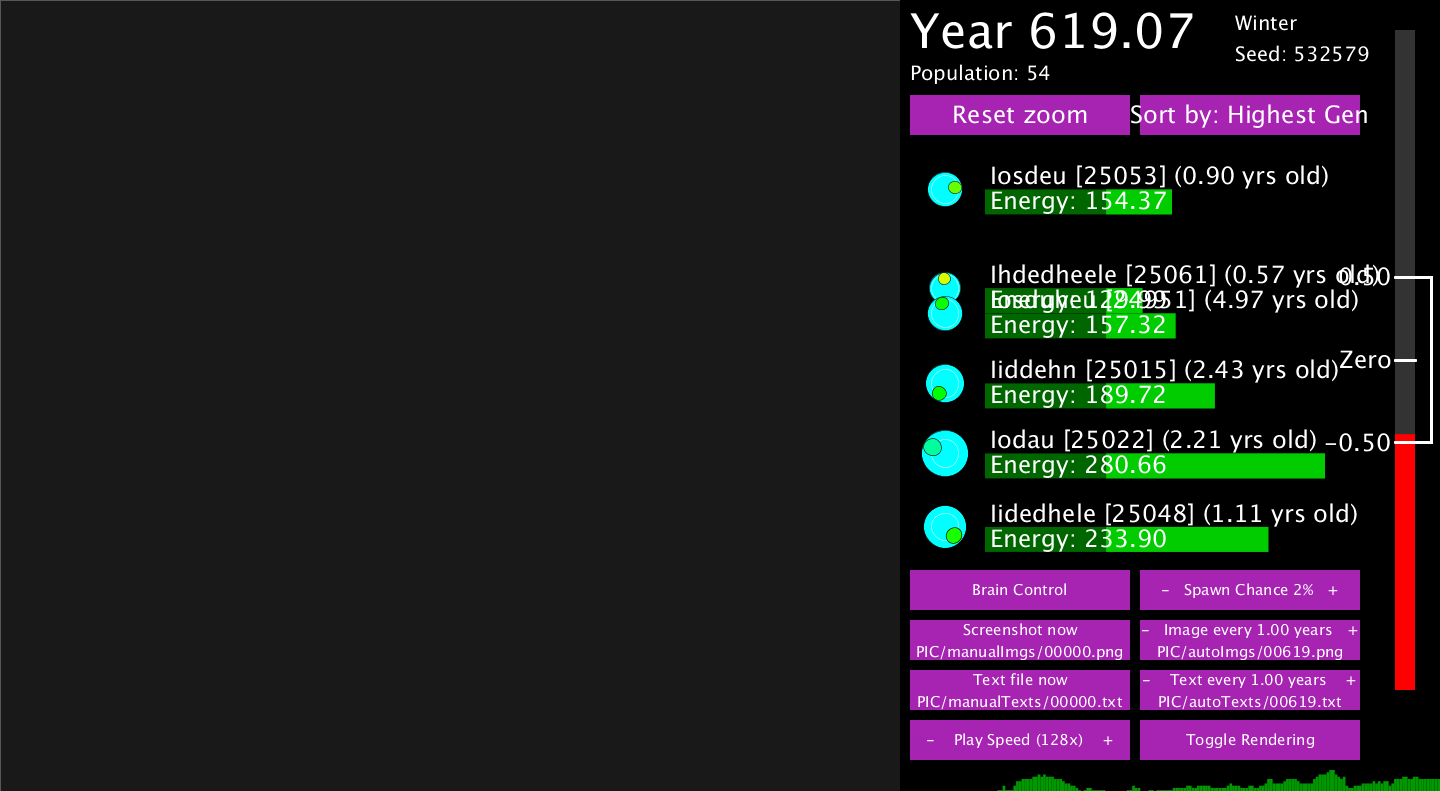 Year 619.07
Winter
Seed: 532579
Population: 54
Reset zoom
Sort by: Highest Gen
Iosdeu [25053] (0.90 yrs old)
Energy: 154.37
Ihdedheele [25061] (0.57 yrs old)
0.50
(4.97 yrs old)
Energy: 157.32
Zero
Iiddehn [25015] (2.43 yrs old)
Energy: 189.72
Iodau [25022] (2.21 yrs old)
-0.50
Energy: 280.66
Iidedhele [25048] (1.11 yrs old)
Energy: 233.90
Brain Control
- Spawn Chance 2% +
Screenshot now
PIC/manualImgs/00000.png
- Image every 1.00 years +
PIC/autoImgs/00619.png
Text file now
PIC/manualTexts/00000.txt
- Text every 1.00 years +
PIC/autoTexts/00619.txt
- Play Speed (128x) +
Toggle Rendering